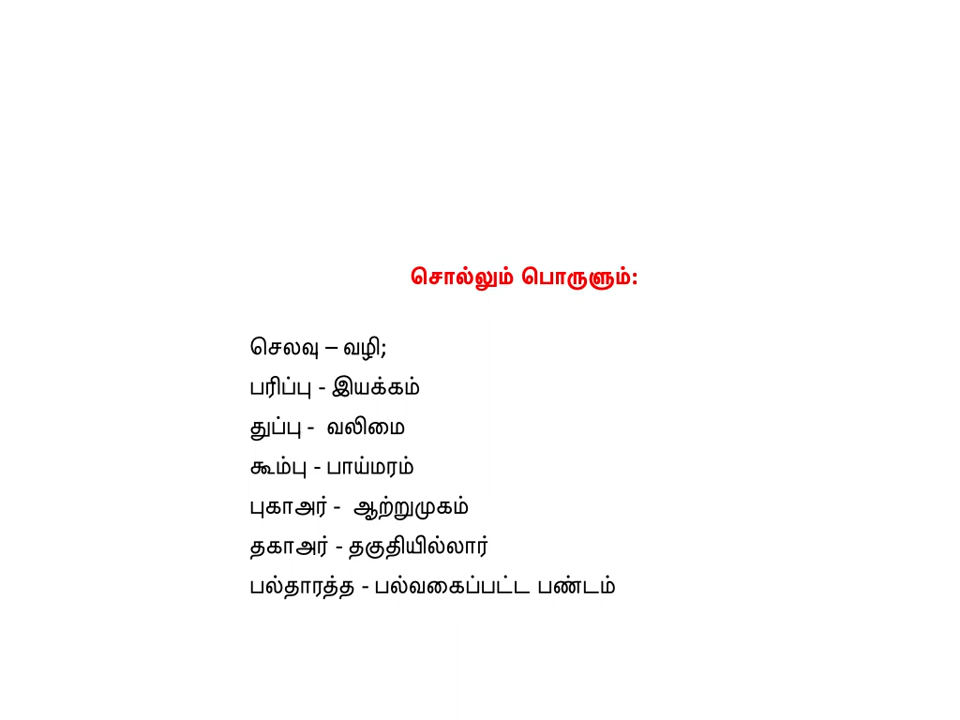 சொல்லும் பொருளும்:
செலவு – வழி;
பரிப்பு - இயக்கம்
துப்பு - வலிமை
கூம்பு - பாய்மரம்
புகாஅர் - ஆற்றுமுகம்
தகாஅர் - தகுதியில்லார்
பல்தாரத்த - பல்வகைப்பட்ட பண்டம்